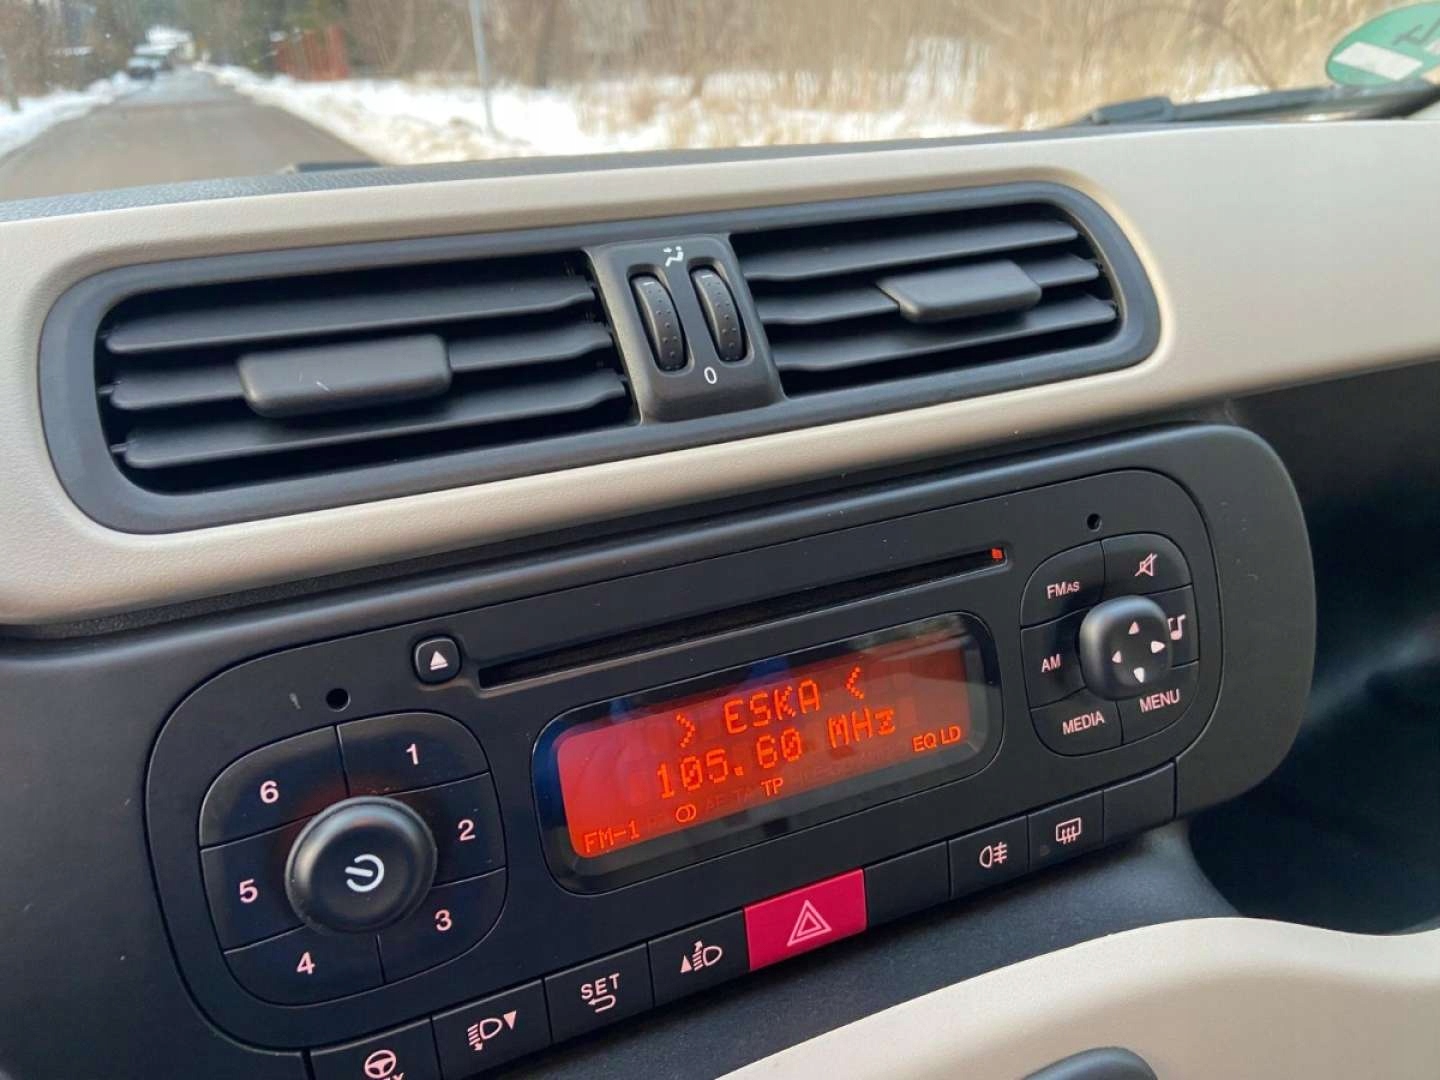 0
FMAS
AM
MEDIA
MENU
> ESKA <
105.60 MHz
FM-1
TP
EQ LD
6
1
5
2
4
3
SET